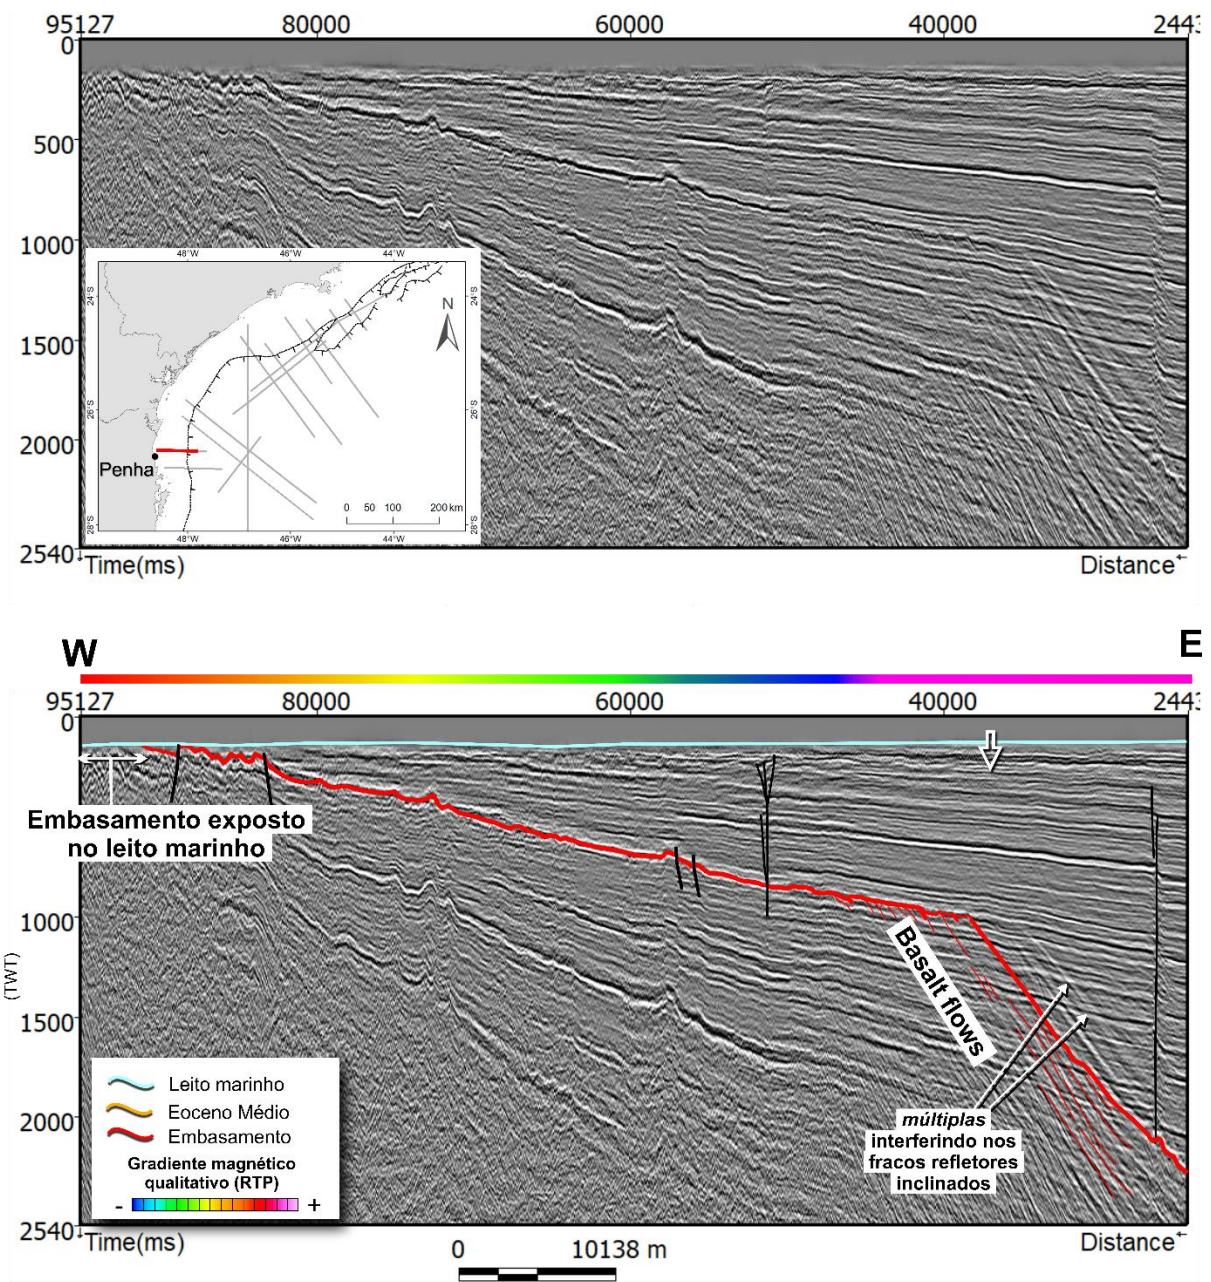 95127 80000 60000 40000 2443
0
500
1000
1500
2000
2540
Time(ms) Distance
48°W 46°W 44°W
24°S 24°S
26°S 26°S
28°S 28°S
N
Penha
0 50 100 200 km
W E
95127 80000 60000 40000 2443
0
1000
1500
2000
2540
(TWT)
Embasamento exposto
no leito marinho
Basalt flows
múltiplas
interferindo nos
fracos refletores
inclinados
Leito marinho
Eoceno Médio
Embasamento
Gradiente magnético
qualitativo (RTP)
- +
Time(ms) Distance
0 10138 m